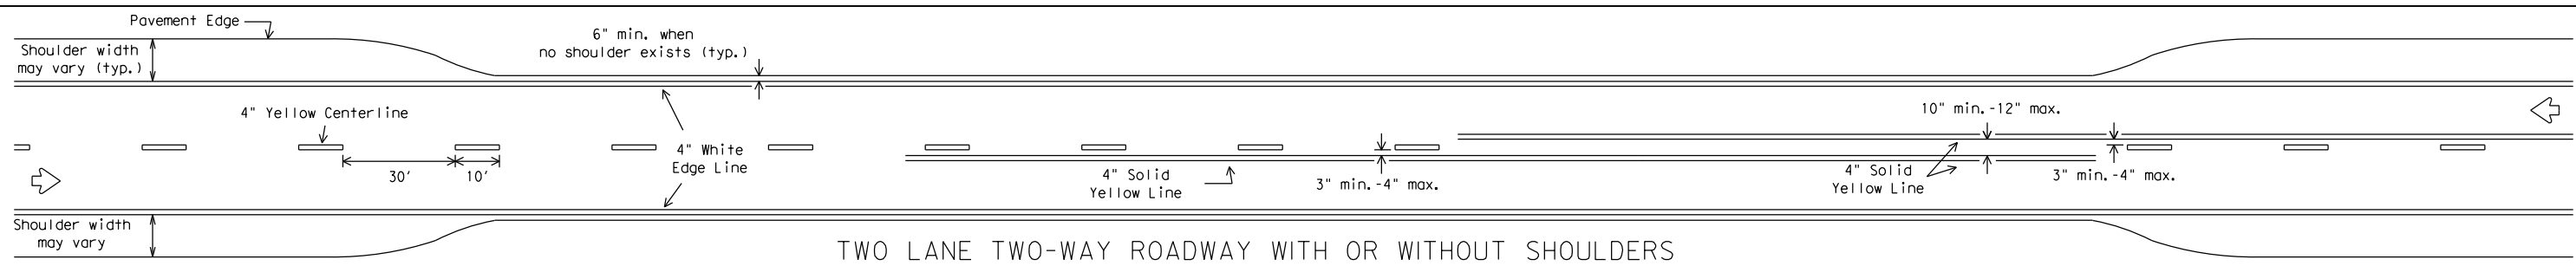 Pavement Edge
Shoulder width
may vary (typ.)
6" min. when
no shoulder exists (typ.)
4" Yellow Centerline
30'
10'
4" White
Edge Line
4" Solid
Yellow Line
3" min.-4" max.
10" min.-12" max.
4" Solid
Yellow Line
3" min.-4" max.
Shoulder width
may vary
TWO LANE TWO-WAY ROADWAY WITH OR WITHOUT SHOULDERS